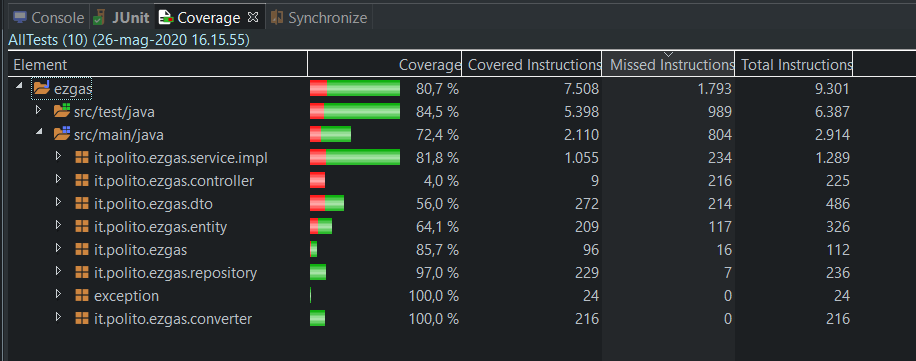 Console JUnit Coverage Synchronize
AllTests (10) (26-mag-2020 16.15.55)
Element Coverage Covered Instructions Missed Instructions Total Instructions
ezgas 80,7 % 7.508 1.793 9.301
src/test/java 84,5 % 5.398 989 6.387
src/main/java 72,4 % 2.110 804 2.914
it.polito.ezgas.service.impl 81,8 % 1.055 234 1.289
it.polito.ezgas.controller 4,0 % 9 216 225
it.polito.ezgas.dto 56,0 % 272 214 486
it.polito.ezgas.entity 64,1 % 209 117 326
it.polito.ezgas 85,7 % 96 16 112
it.polito.ezgas.repository 97,0 % 229 7 236
exception 100,0 % 24 0 24
it.polito.ezgas.converter 100,0 % 216 0 216